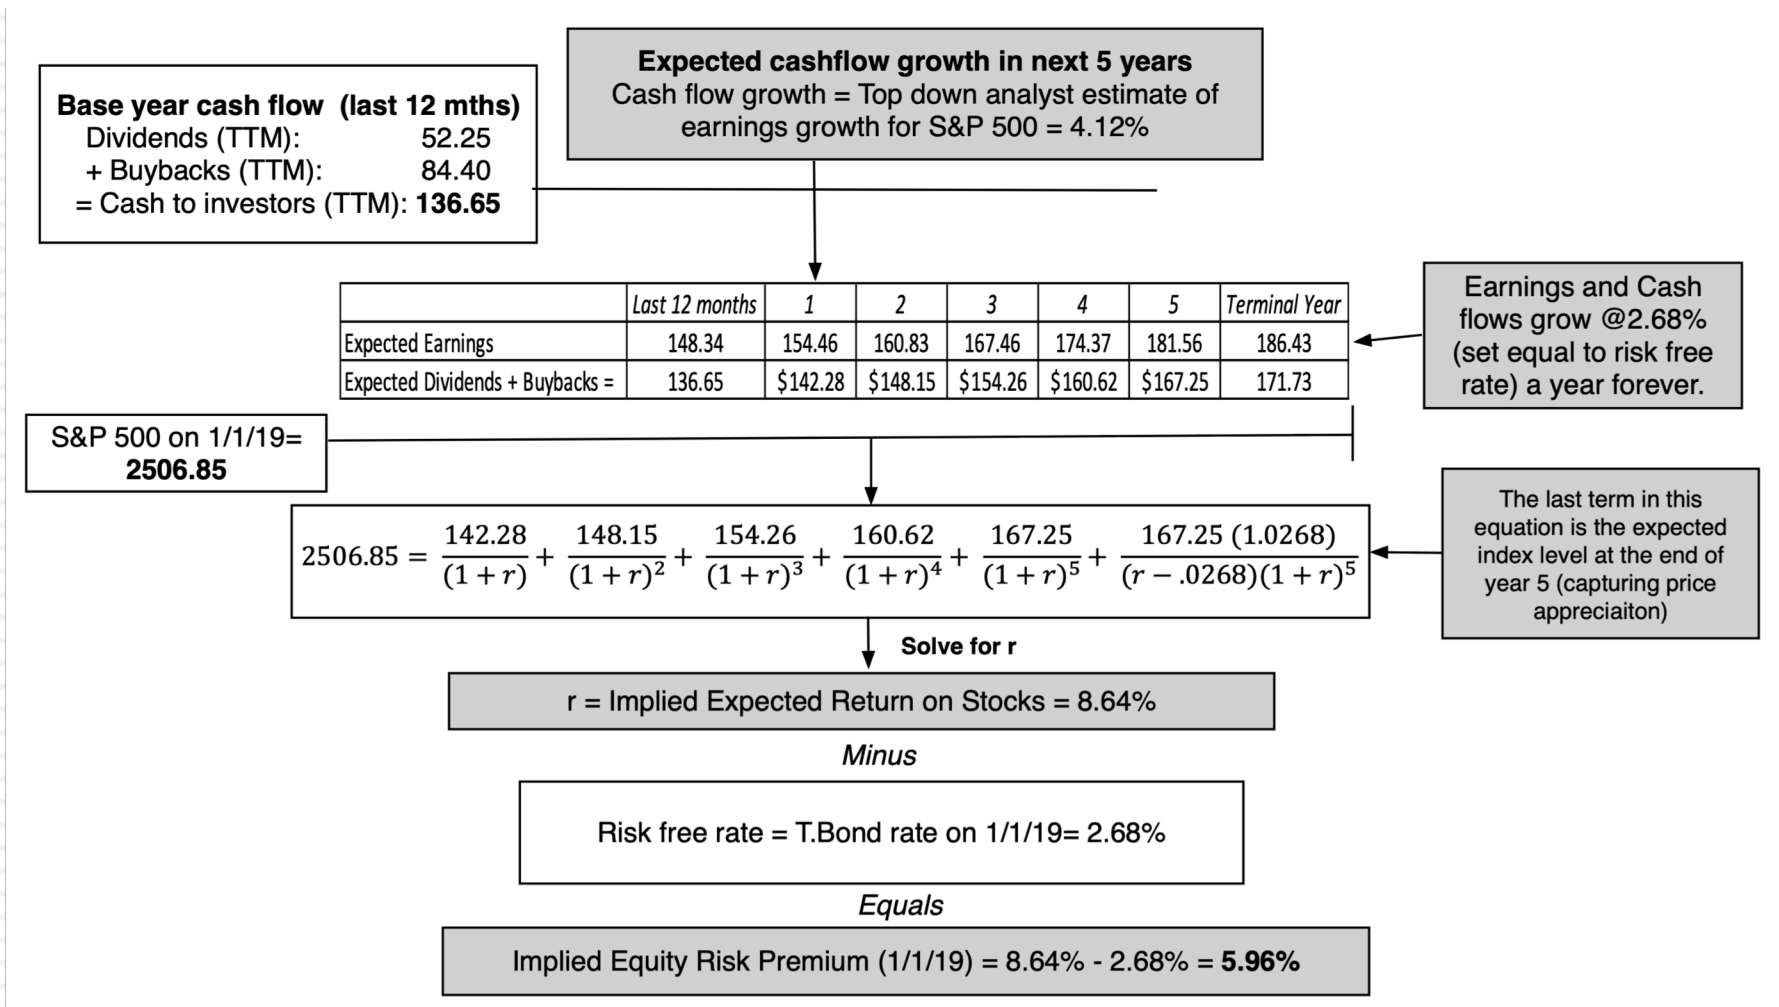 Expected cashflow growth in next 5 years
Cash flow growth = Top down analyst estimate of
earnings growth for S&P 500 = 4.12%
Base year cash flow (last 12 mths)
Dividends (TTM): 52.25
+ Buybacks (TTM): 84.40
= Cash to investors (TTM): 136.65
Last 12 months 1 2 3 4 5 Terminal Year
Expected Earnings 148.34 154.46 160.83 167.46 174.37 181.56 186.43
Expected Dividends + Buybacks = 136.65 $142.28 $148.15 $154.26 $160.62 $167.25 171.73
Earnings and Cash
flows grow @2.68%
(set equal to risk free
rate) a year forever.
S&P 500 on 1/1/19=
2506.85
2506.85 = 142.28/(1 + r) + 148.15/(1 + r)² + 154.26/(1 + r)³ + 160.62/(1 + r)⁴ + 167.25/(1 + r)⁵ + 167.25 (1.0268)/(r − .0268)(1 + r)⁵
The last term in this
equation is the expected
index level at the end of
year 5 (capturing price
appreciaiton)
Solve for r
r = Implied Expected Return on Stocks = 8.64%
Minus
Risk free rate = T.Bond rate on 1/1/19= 2.68%
Equals
Implied Equity Risk Premium (1/1/19) = 8.64% - 2.68% = 5.96%